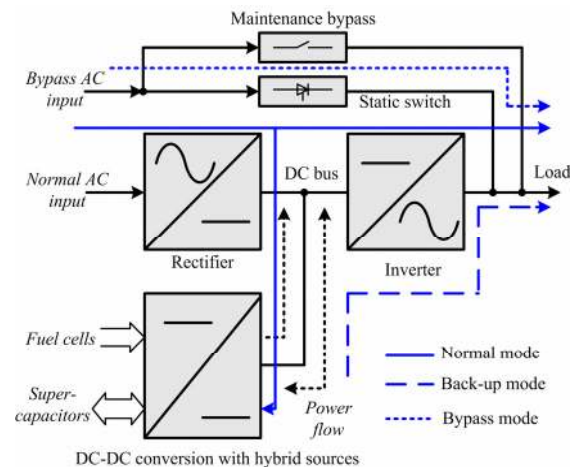 Maintenance bypass
Bypass AC
input
Static switch
Normal AC
input
DC bus
Load
Rectifier
Inverter
Fuel cells
Super-
capacitors
Power
flow
Normal mode
Back-up mode
Bypass mode
DC-DC conversion with hybrid sources